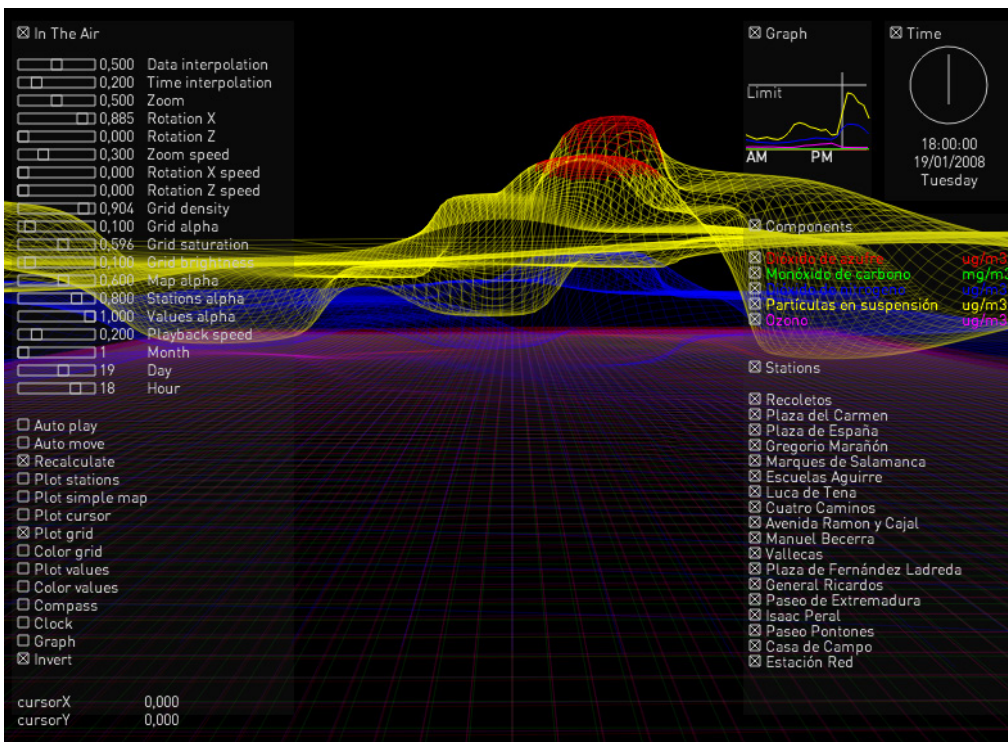 In The Air
0,500 Data interpolation
0,200 Time interpolation
0,500 Zoom
0,885 Rotation X
0,000 Rotation Z
0,300 Zoom speed
0,000 Rotation X speed
0,000 Rotation Z speed
0,904 Grid density
0,100 Grid alpha
0,596 Grid saturation
0,100 Grid brightness
0,600 Map alpha
0,800 Stations alpha
1,000 Values alpha
0,200 Playback speed
1 Month
19 Day
18 Hour
Auto play
Auto move
Recalculate
Plot stations
Plot simple map
Plot cursor
Plot grid
Color grid
Plot values
Color values
Compass
Clock
Graph
Invert
cursorX 0,000
cursorY 0,000
Graph
Limit
AM PM
Time
18:00:00
19/01/2008
Tuesday
Components
Dióxido de azufre ug/m3
Monóxido de carbono mg/m3
Dióxido de nitrógeno ug/m3
Partículas en suspensión ug/m3
Ozono ug/m3
Stations
Recoletos
Plaza del Carmen
Plaza de España
Gregorio Marañón
Marques de Salamanca
Escuelas Aguirre
Luca de Tena
Cuatro Caminos
Avenida Ramon y Cajal
Manuel Becerra
Vallecas
Plaza de Fernández Ladreda
General Ricardos
Paseo de Extremadura
Isaac Peral
Paseo Pontones
Casa de Campo
Estación Red